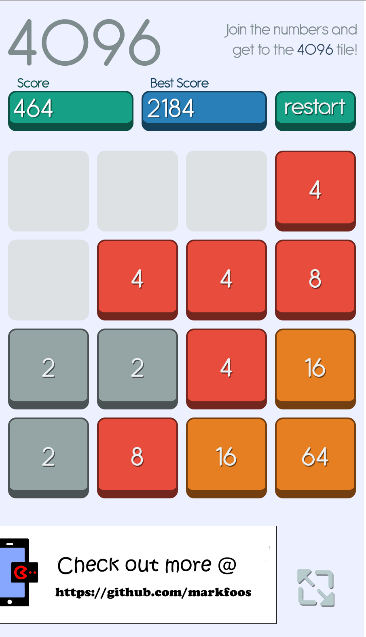 4096
Join the numbers and
get to the 4096 tile!
Score
Best Score
464
2184
restart
4
4
4
8
2
2
4
16
2
8
16
64
Check out more @
https://github.com/markfoos